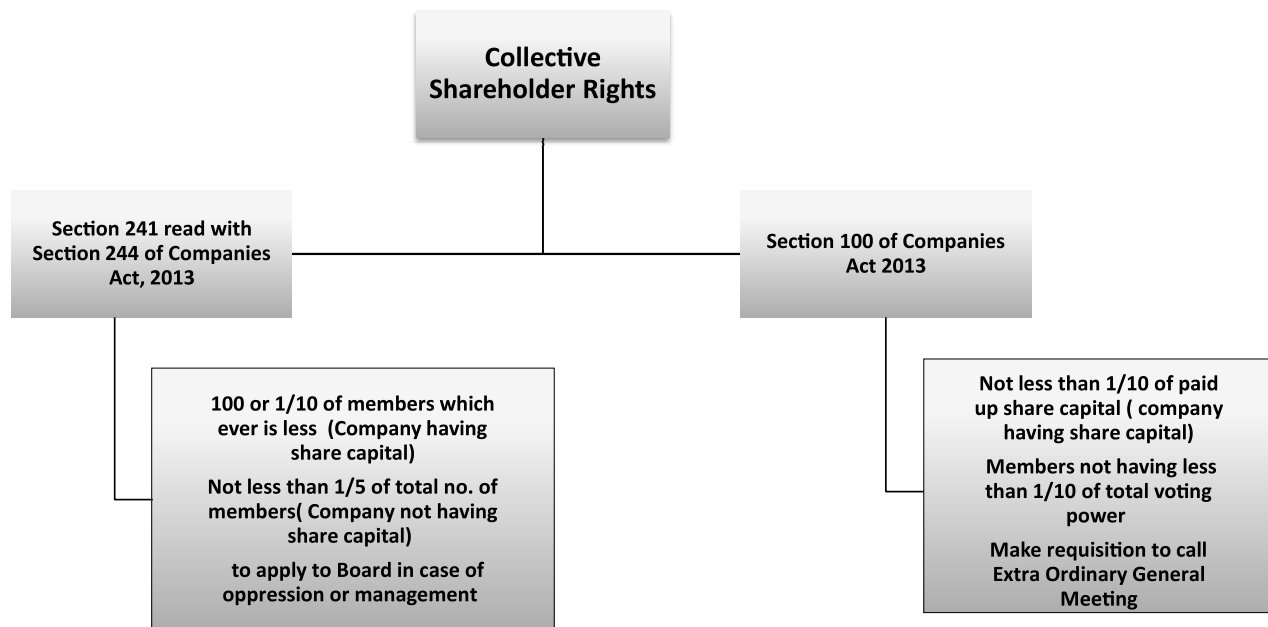 Collective
Shareholder Rights
Section 241 read with
Section 244 of Companies
Act, 2013
Section 100 of Companies
Act 2013
100 or 1/10 of members which
ever is less (Company having
share capital)
Not less than 1/5 of total no. of
members( Company not having
share capital)
to apply to Board in case of
oppression or management
Not less than 1/10 of paid
up share capital ( company
having share capital)
Members not having less
than 1/10 of total voting
power
Make requisition to call
Extra Ordinary General
Meeting